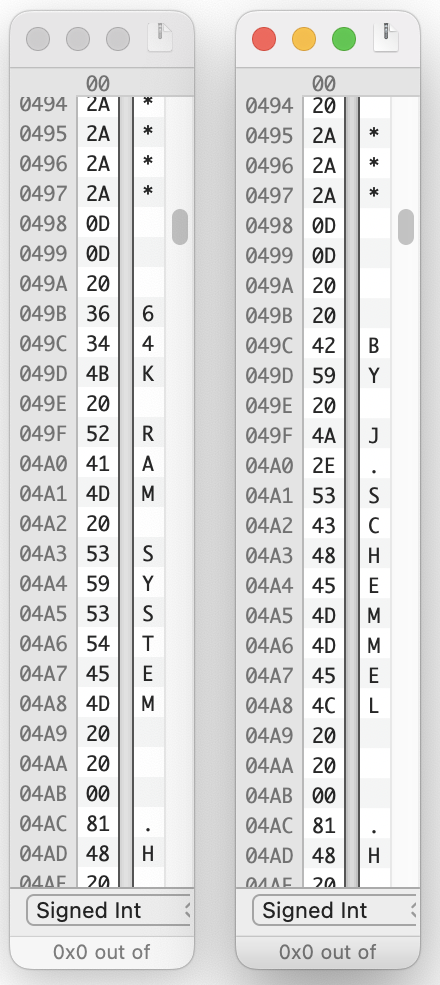 00
0494 2A *
0495 2A *
0496 2A *
0497 2A *
0498 0D
0499 0D
049A 20
049B 36 6
049C 34 4
049D 4B K
049E 20
049F 52 R
04A0 41 A
04A1 4D M
04A2 20
04A3 53 S
04A4 59 Y
04A5 53 S
04A6 54 T
04A7 45 E
04A8 4D M
04A9 20
04AA 20
04AB 00
04AC 81 .
04AD 48 H
04AE 20
Signed Int
0x0 out of
00
0494 20
0495 2A *
0496 2A *
0497 2A *
0498 0D
0499 0D
049A 20
049B 20
049C 42 B
049D 59 Y
049E 20
049F 4A J
04A0 2E .
04A1 53 S
04A2 43 C
04A3 48 H
04A4 45 E
04A5 4D M
04A6 4D M
04A7 45 E
04A8 4C L
04A9 20
04AA 20
04AB 00
04AC 81 .
04AD 48 H
04AE 20
Signed Int
0x0 out of